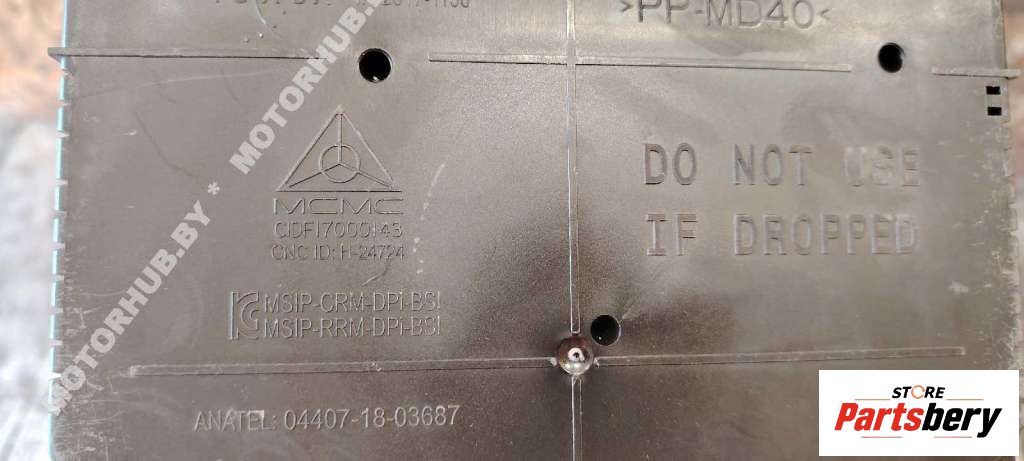 >PP-MD40<
MCMC
CIDF17000143
CNC ID: H-24724
DO NOT USE
IF DROPPED
MSIP-CRM-DPi-BSI
MSIP-RRM-DPi-BSI
ANATEL: 04407-18-03687
MOTORHUB.BY * MOTORHUB.BY
STORE
Partsbery